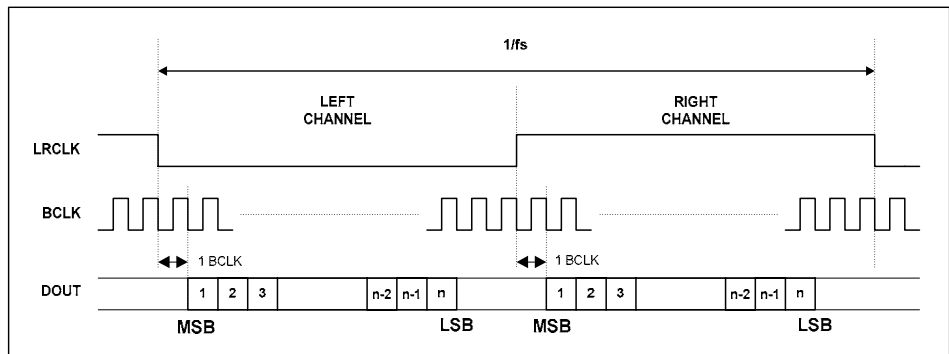 1/fs
LEFT
CHANNEL
RIGHT
CHANNEL
LRCLK
BCLK
1 BCLK
1 BCLK
DOUT
1 2 3 n-2 n-1 n 1 2 3 n-2 n-1 n
MSB LSB MSB LSB